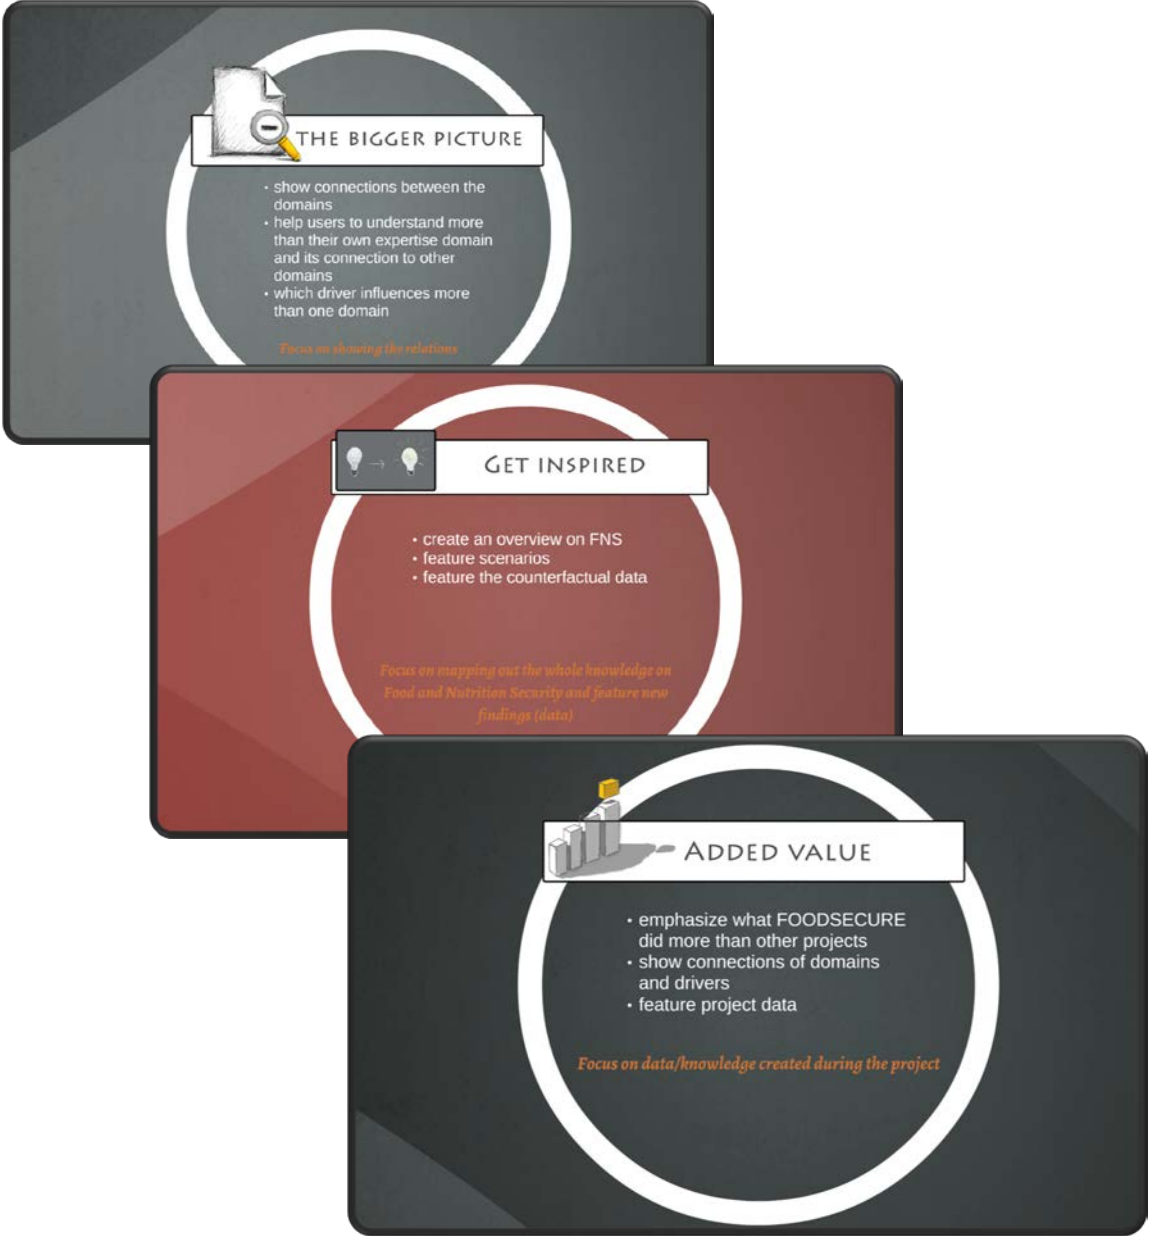 THE BIGGER PICTURE
• show connections between the
domains
• help users to understand more
than their own expertise domain
and its connection to other
domains
• which driver influences more
than one domain
Focus on showing the relations
GET INSPIRED
• create an overview on FNS
• feature scenarios
• feature the counterfactual data
Focus on mapping out the whole knowledge on
Food and Nutrition Security and feature new
findings (data)
ADDED VALUE
• emphasize what FOODSECURE
did more than other projects
• show connections of domains
and drivers
• feature project data
Focus on data/knowledge created during the project